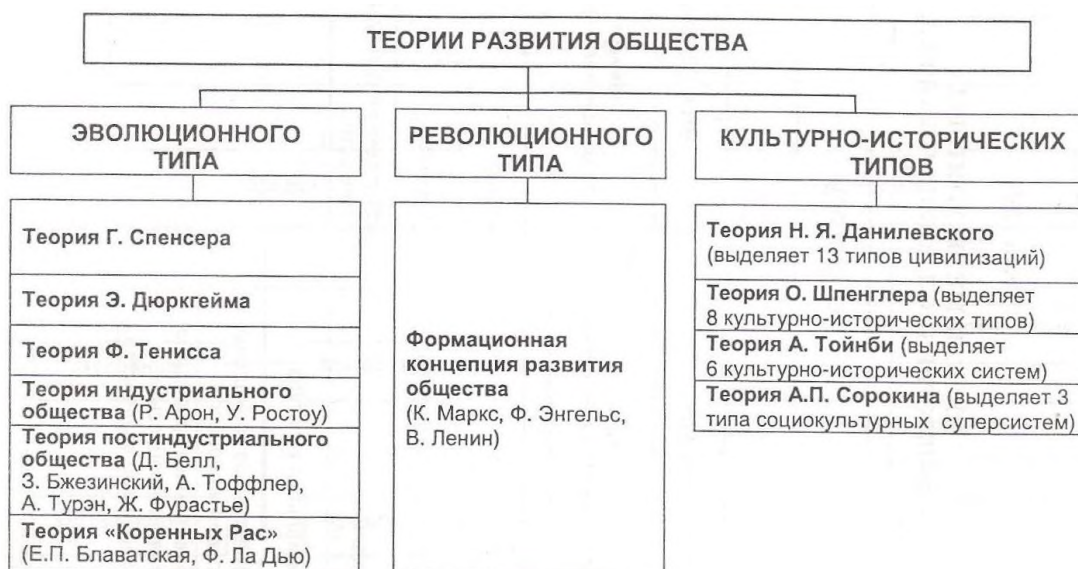 ТЕОРИИ РАЗВИТИЯ ОБЩЕСТВА
ЭВОЛЮЦИОННОГО
ТИПА
Теория Г. Спенсера
Теория Э. Дюркгейма
Теория Ф. Тенисса
Теория индустриального
общества (Р. Арон, У. Ростоу)
Теория постиндустриального
общества (Д. Белл,
З. Бжезинский, А. Тоффлер,
А. Турэн, Ж. Фурастье)
Теория «Коренных Рас»
(Е.П. Блаватская, Ф. Ла Дью)
РЕВОЛЮЦИОННОГО
ТИПА
Формационная
концепция развития
общества
(К. Маркс, Ф. Энгельс,
В. Ленин)
КУЛЬТУРНО-ИСТОРИЧЕСКИХ
ТИПОВ
Теория Н. Я. Данилевского
(выделяет 13 типов цивилизаций)
Теория О. Шпенглера (выделяет
8 культурно-исторических типов)
Теория А. Тойнби (выделяет
6 культурно-исторических систем)
Теория А.П. Сорокина (выделяет 3
типа социокультурных суперсистем)